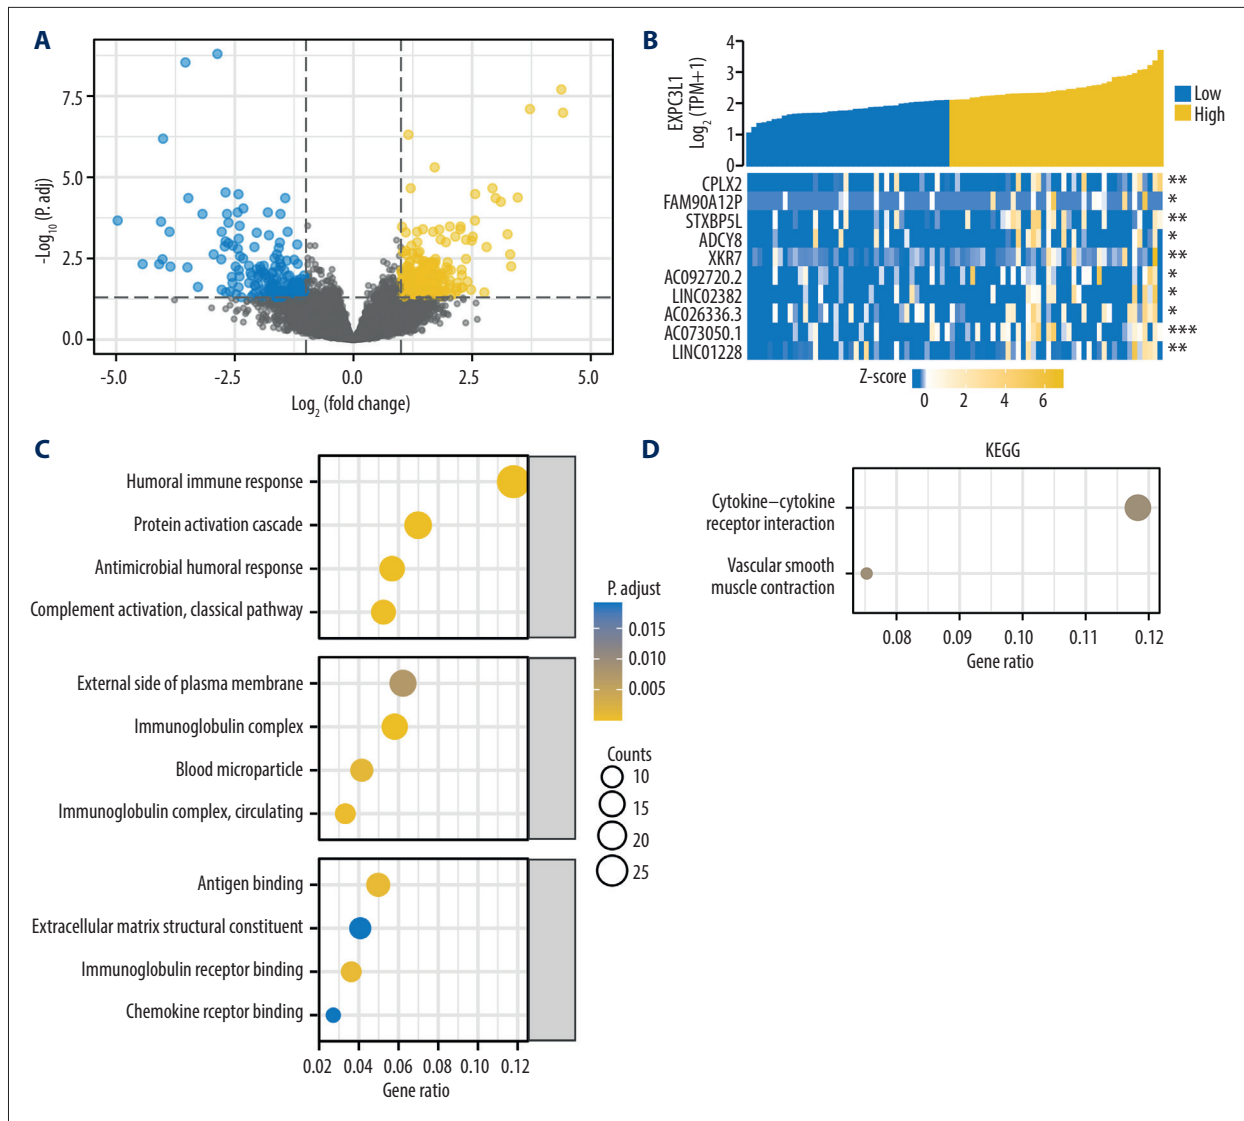 A
-Log10 (P. adj)
7.5
5.0
2.5
0.0
-5.0 -2.5 0.0 2.5 5.0
Log2 (fold change)
B
EXPC3L1
Log2 (TPM+1)
4
3
2
1
0
Low
High
CPLX2 **
FAM90A12P *
STXBP5L **
ADCY8 *
XKR7 **
AC092720.2 *
LINC02382 *
AC026336.3 *
AC073050.1 ***
LINC01228 **
Z-score
0 2 4 6
C
Humoral immune response
Protein activation cascade
Antimicrobial humoral response
Complement activation, classical pathway
External side of plasma membrane
Immunoglobulin complex
Blood microparticle
Immunoglobulin complex, circulating
Antigen binding
Extracellular matrix structural constituent
Immunoglobulin receptor binding
Chemokine rceptor binding
0.02 0.04 0.06 0.08 0.10 0.12
Gene ratio
P. adjust
0.015
0.010
0.005
Counts
10
15
20
25
D
KEGG
Cytokine–cytokine
receptor interaction
Vascular smooth
muscle contraction
0.08 0.09 0.10 0.11 0.12
Gene ratio